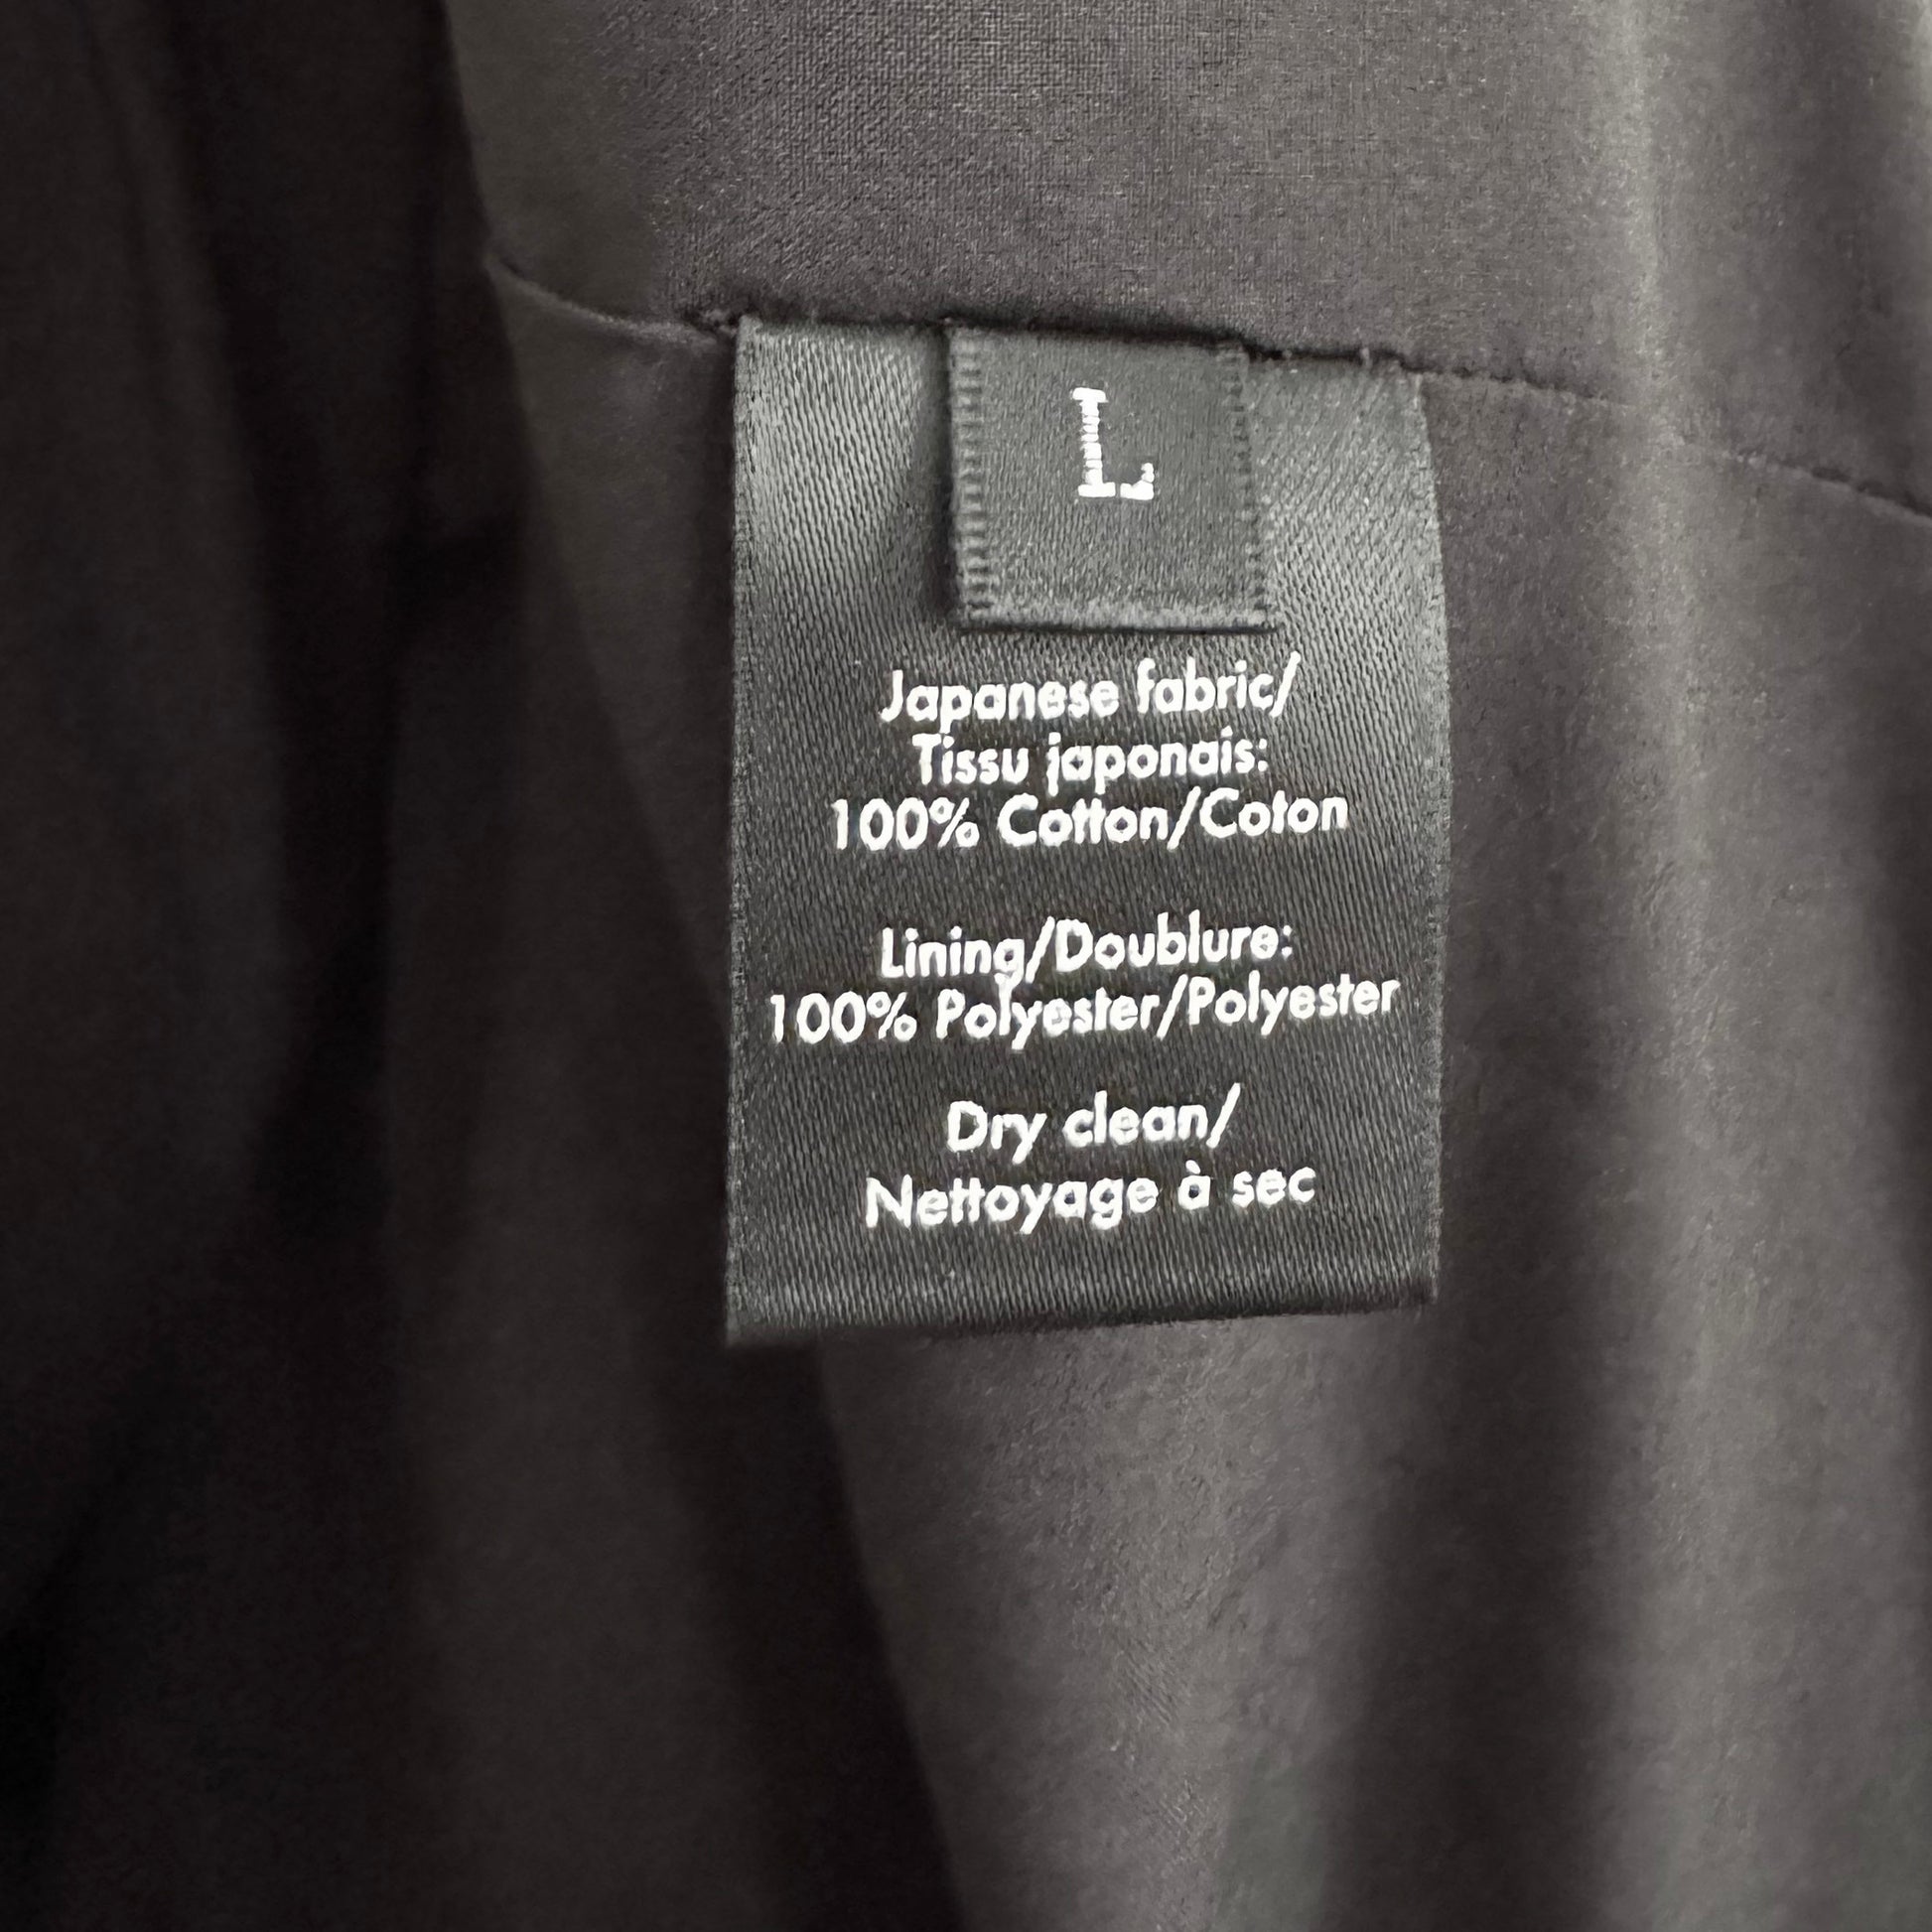 L
Japanese fabric/
Tissu japonais:
100% Cotton/Coton
Lining/Doublure:
100% Polyester/Polyester
Dry clean/
Nettoyage à sec